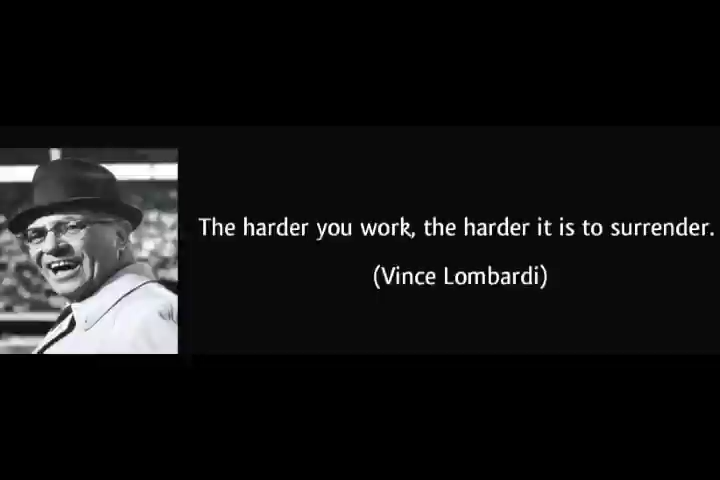 The harder you work, the harder it is to surrender.
(Vince Lombardi)